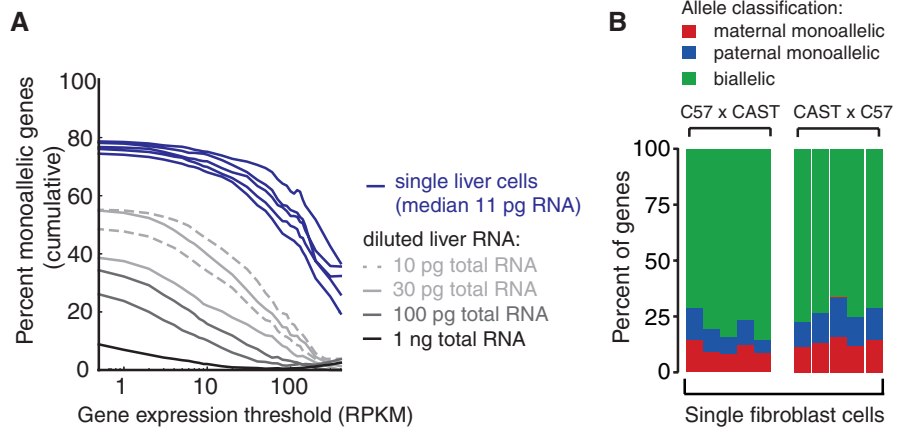 A
Percent monoallelic genes
(cumulative)
100
80
60
40
20
0
1
10
100
Gene expression threshold (RPKM)
single liver cells
(median 11 pg RNA)
diluted liver RNA:
10 pg total RNA
30 pg total RNA
100 pg total RNA
1 ng total RNA
B
Allele classification:
maternal monoallelic
paternal monoallelic
biallelic
C57 x CAST
CAST x C57
Percent of genes
100
75
50
25
0
Single fibroblast cells